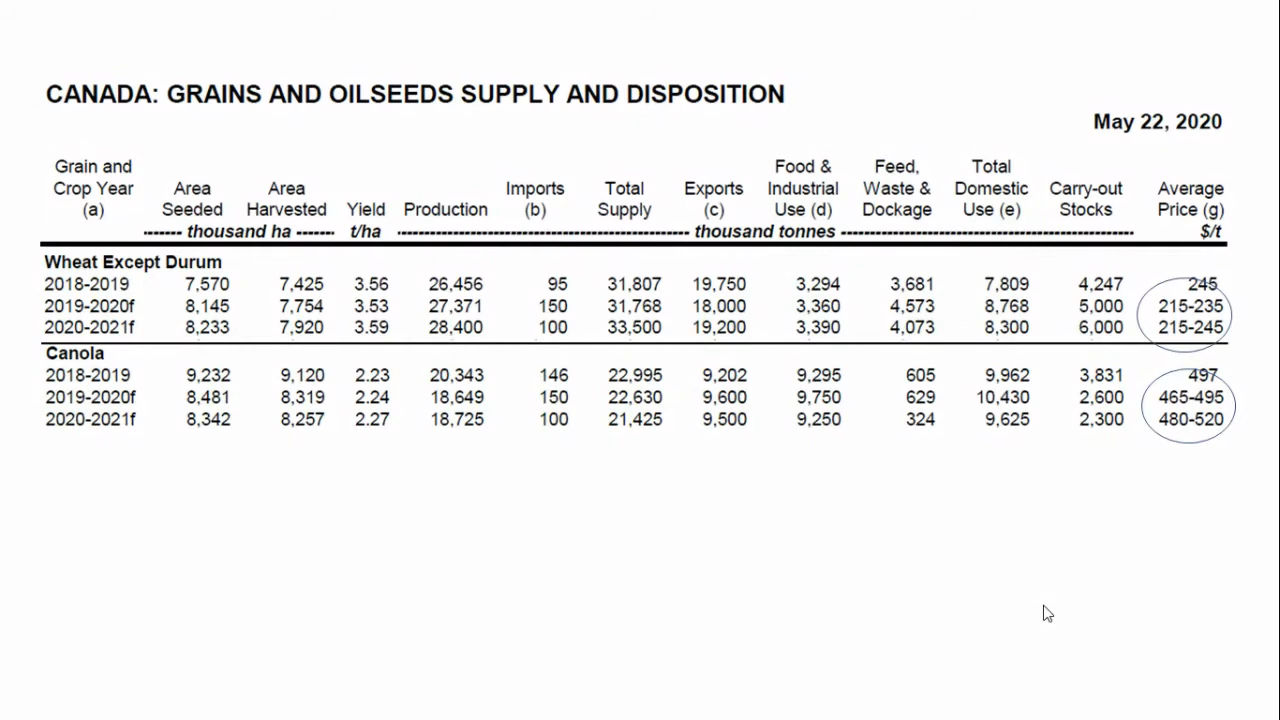 CANADA: GRAINS AND OILSEEDS SUPPLY AND DISPOSITION
May 22, 2020
Grain and Crop Year (a) Area Seeded Area Harvested Yield Production Imports (b) Total Supply Exports (c) Food & Industrial Use (d) Feed, Waste & Dockage Total Domestic Use (e) Carry-out Stocks Average Price (g)
------- thousand ha ------- t/ha ------- thousand tonnes ------- $/t
Wheat Except Durum
2018-2019 7,570 7,425 3.56 26,456 95 31,807 19,750 3,294 3,681 7,809 4,247 245
2019-2020f 8,145 7,754 3.53 27,371 150 31,768 18,000 3,360 4,573 8,768 5,000 215-235
2020-2021f 8,233 7,920 3.59 28,400 100 33,500 19,200 3,390 4,073 8,300 6,000 215-245
Canola
2018-2019 9,232 9,120 2.23 20,343 146 22,995 9,202 9,295 605 9,962 3,831 497
2019-2020f 8,481 8,319 2.24 18,649 150 22,630 9,600 9,750 629 10,430 2,600 465-495
2020-2021f 8,342 8,257 2.27 18,725 100 21,425 9,500 9,250 324 9,625 2,300 480-520